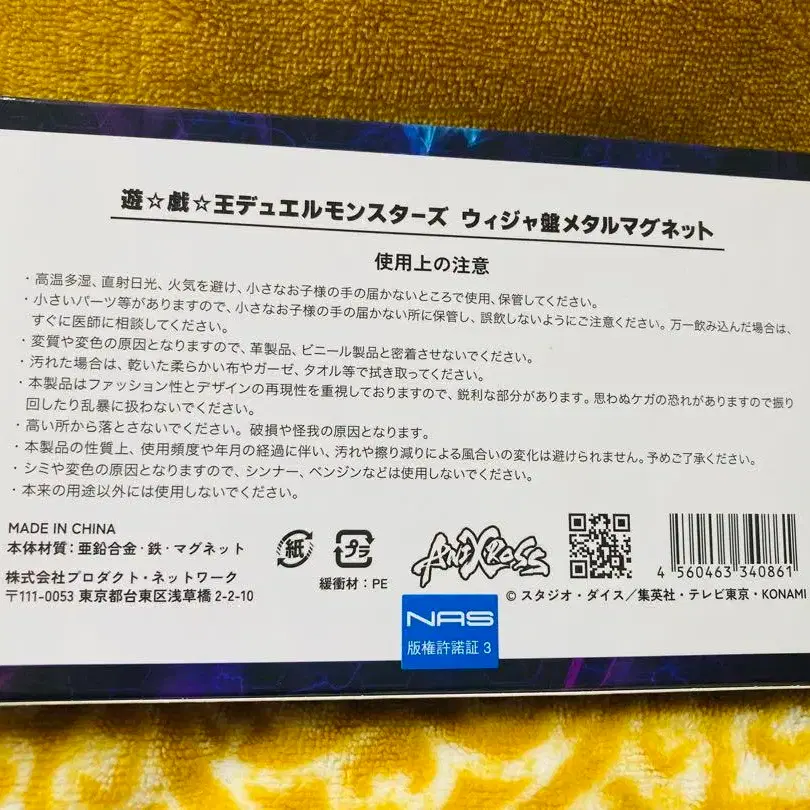 遊☆戯☆王デュエルモンスターズ ウィジャ盤メタルマグネット
使用上の注意
・高温多湿、直射日光、火気を避け、小さなお子様の手の届かないところで使用、保管してください。
・小さいパーツ等がありますので、小さなお子様の手の届かない所に保管し、誤飲しないようにご注意ください。万一飲み込んだ場合は、
すぐに医師に相談してください。
・変質や変色の原因となりますので、革製品、ビニール製品と密着させないでください。
・汚れた場合は、乾いた柔らかい布やガーゼ、タオル等で拭き取ってください。
・本製品はファッション性とデザインの再現性を重視しておりますので、鋭利な部分があります。思わぬケガの恐れがありますので振り
回したり乱暴に扱わないでください。
・高い所から落とさないでください。破損や怪我の原因となります。
・本製品の性質上、使用頻度や年月の経過に伴い、汚れや擦り減りによる風合いの変化は避けられません。予めご了承ください。
・シミや変色の原因となりますので、シンナー、ベンジンなどは使用しないでください。
・本来の用途以外には使用しないでください。
MADE IN CHINA
本体材質:亜鉛合金・鉄・マグネット
株式会社プロダクト・ネットワーク
〒111-0053 東京都台東区浅草橋 2-2-10
紙
プラ
緩衝材:PE
ANIXROSS
4 560463 340861
© スタジオ・ダイス/集英社・テレビ東京・KONAMI
NAS
版権許諾証 3